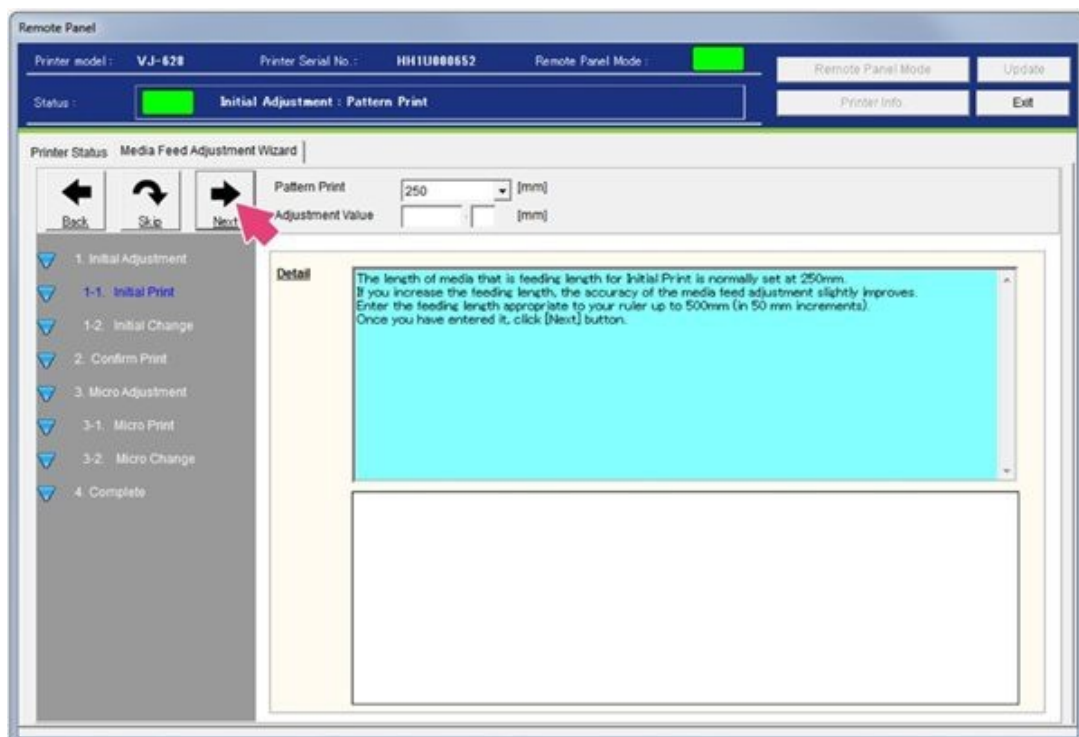 Remote Panel
Printer model : VJ-628 Printer Serial No. : HH1U000652 Remote Panel Mode :
Remote Panel Mode Update
Status : Initial Adjustment : Pattern Print
Printer Info. Exit
Printer Status Media Feed Adjustment Wizard
Back Skip Next
Pattern Print 250 [mm]
Adjustment Value . [mm]
1. Initial Adjustment
1-1. Initial Print
1-2. Initial Change
2. Confirm Print
3. Micro Adjustment
3-1. Micro Print
3-2. Micro Change
4. Complete
Detail
The length of media that is feeding length for Initial Print is normally set at 250mm.
If you increase the feeding length, the accuracy of the media feed adjustment slightly improves.
Enter the feeding length appropriate to your ruler up to 500mm (in 50 mm increments).
Once you have entered it, click [Next] button.